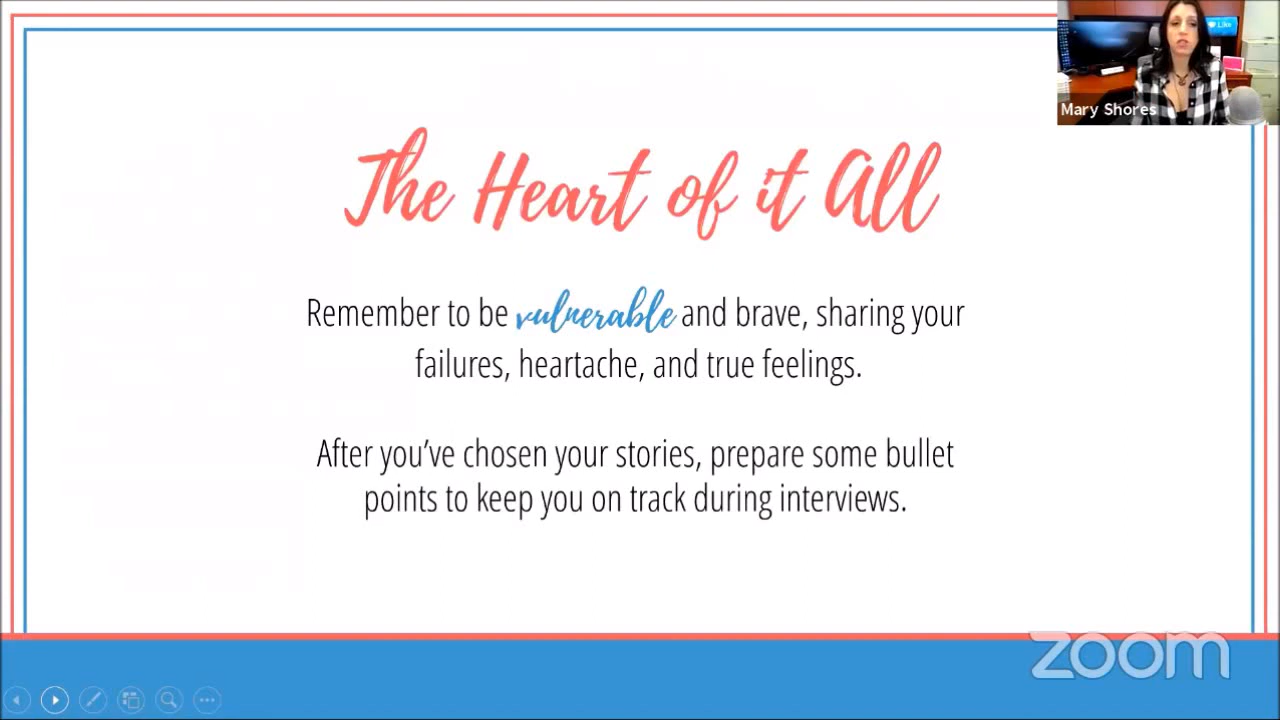 Like
Mary Shores
The Heart of it All
Remember to be vulnerable and brave, sharing your
failures, heartache, and true feelings.
After you've chosen your stories, prepare some bullet
points to keep you on track during interviews.
zoom